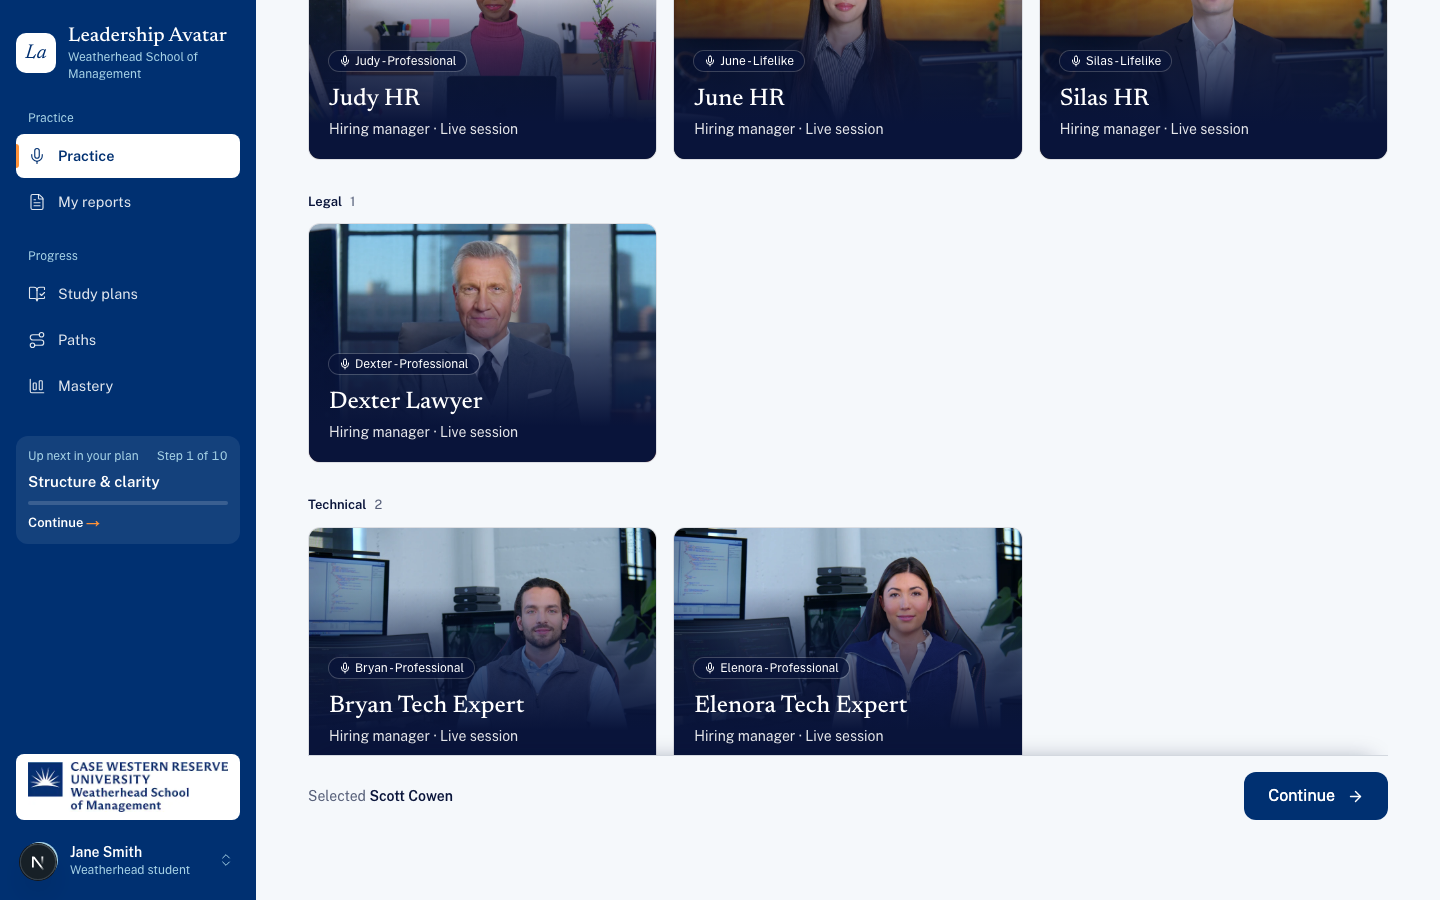 La
Leadership Avatar
Weatherhead School of
Management
Practice
Practice
My reports
Progress
Study plans
Paths
Mastery
Up next in your plan Step 1 of 10
Structure & clarity
Continue →
CASE WESTERN RESERVE
UNIVERSITY
Weatherhead School
of Management
N
Jane Smith
Weatherhead student
Judy - Professional
Judy HR
Hiring manager · Live session
June - Lifelike
June HR
Hiring manager · Live session
Silas - Lifelike
Silas HR
Hiring manager · Live session
Legal 1
Dexter - Professional
Dexter Lawyer
Hiring manager · Live session
Technical 2
Bryan - Professional
Bryan Tech Expert
Hiring manager · Live session
Elenora - Professional
Elenora Tech Expert
Hiring manager · Live session
Selected Scott Cowen
Continue →